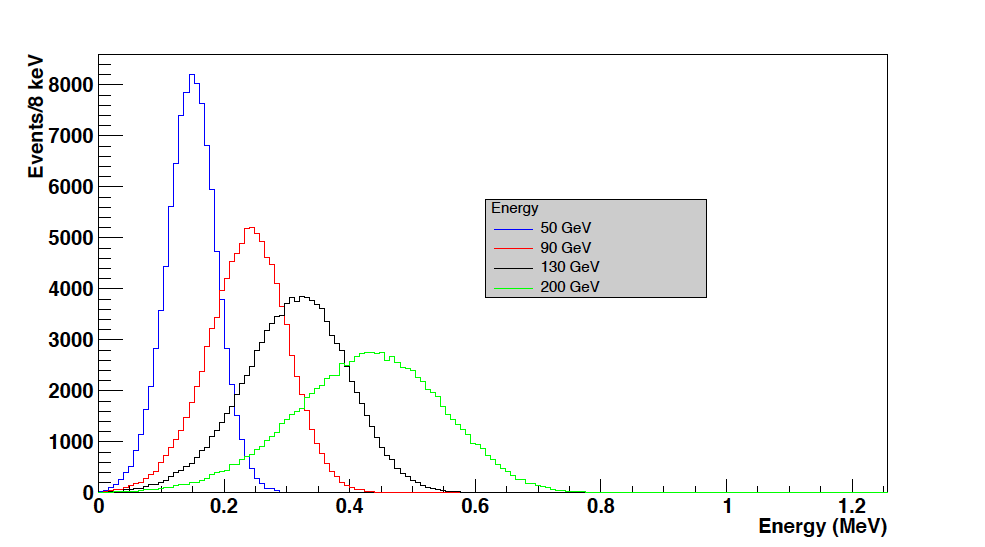 Events/8 keV
8000
7000
6000
5000
4000
3000
2000
1000
0
Energy
50 GeV
90 GeV
130 GeV
200 GeV
0 0.2 0.4 0.6 0.8 1 1.2
Energy (MeV)